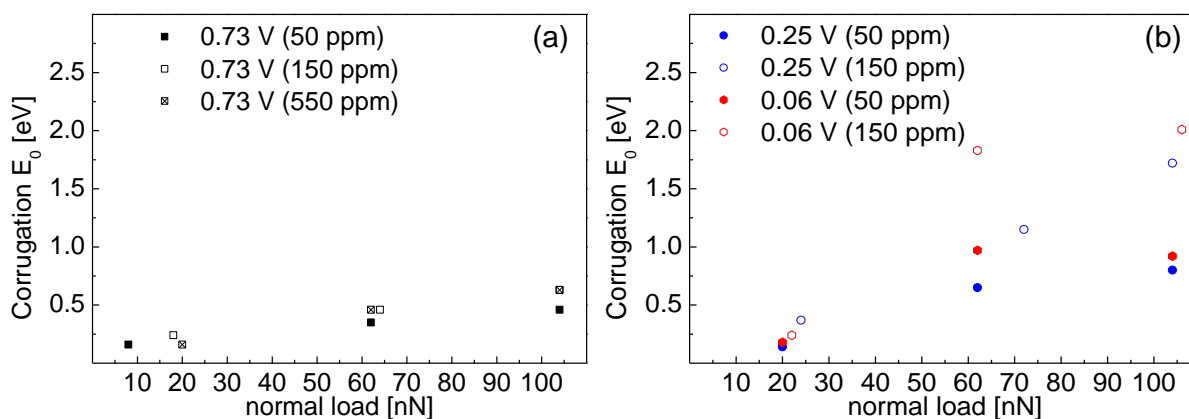 (a)
0.73 V (50 ppm)
0.73 V (150 ppm)
0.73 V (550 ppm)
Corrugation E_0 [eV]
2.5
2.0
1.5
1.0
0.5
10 20 30 40 50 60 70 80 90 100
normal load [nN]
(b)
0.25 V (50 ppm)
0.25 V (150 ppm)
0.06 V (50 ppm)
0.06 V (150 ppm)
Corrugation E_0 [eV]
2.5
2.0
1.5
1.0
0.5
10 20 30 40 50 60 70 80 90 100
normal load [nN]